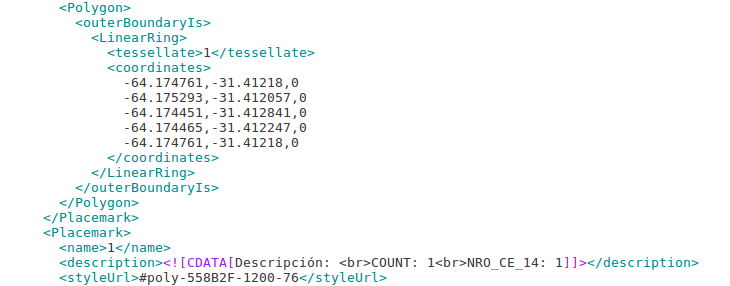 <Polygon>
<outerBoundaryIs>
<LinearRing>
<tessellate>1</tessellate>
<coordinates>
-64.174761,-31.41218,0
-64.175293,-31.412057,0
-64.174451,-31.412841,0
-64.174465,-31.412247,0
-64.174761,-31.41218,0
</coordinates>
</LinearRing>
</outerBoundaryIs>
</Polygon>
</Placemark>
<Placemark>
<name>1</name>
<description><![CDATA[Descripción: <br>COUNT: 1<br>NRO_CE_14: 1]]></description>
<styleUrl>#poly-558B2F-1200-76</styleUrl>